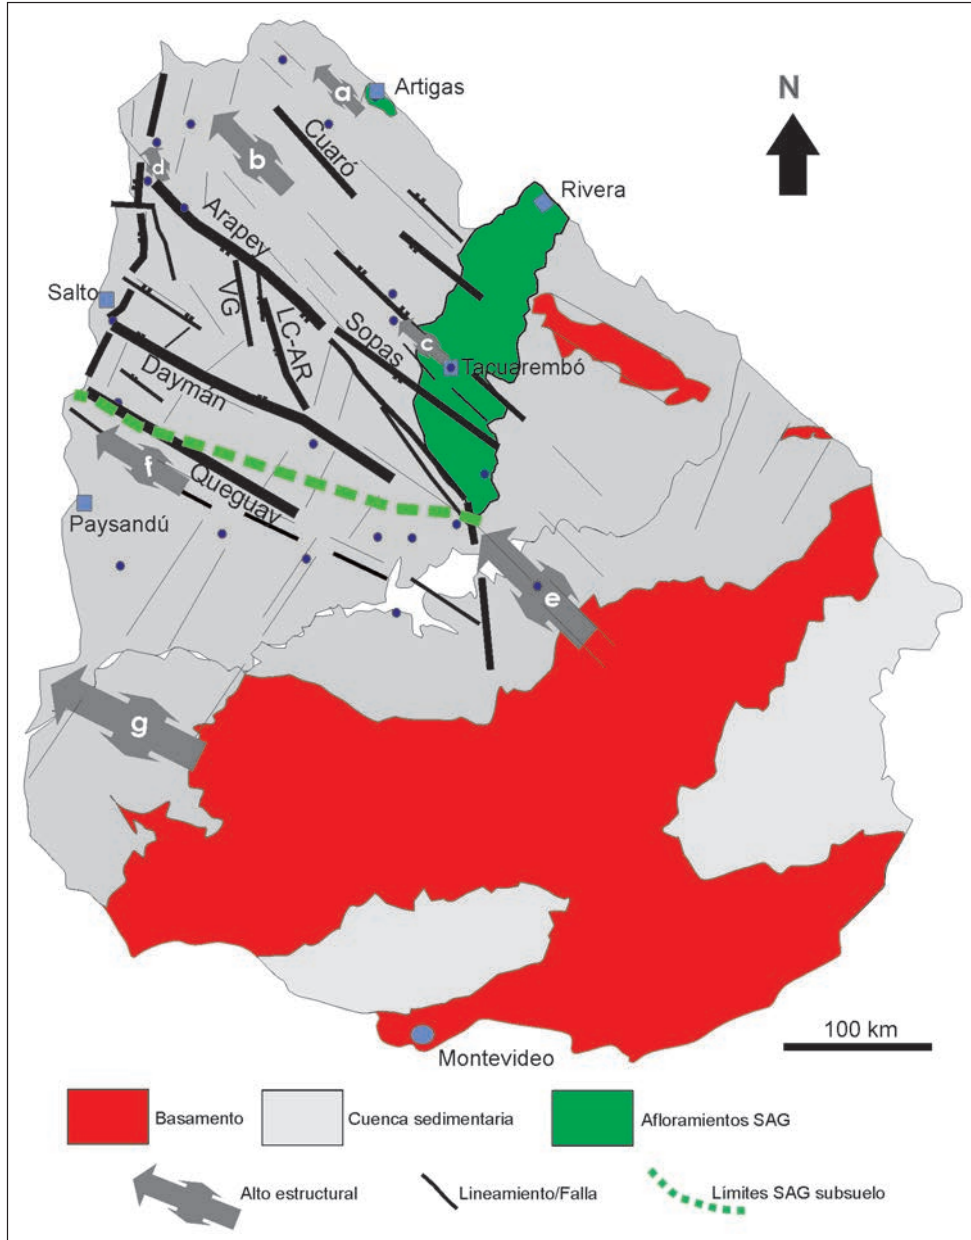 a
Artigas
N
Cuaró
b
d
Rivera
Arapey
Salto
VG
LC-AR
Sopas
c
Tacuarembó
Daymán
f
Queguay
Paysandú
e
g
100 km
Montevideo
Basamento
Cuenca sedimentaria
Afloramientos SAG
Alto estructural
Lineamiento/Falla
Límites SAG subsuelo